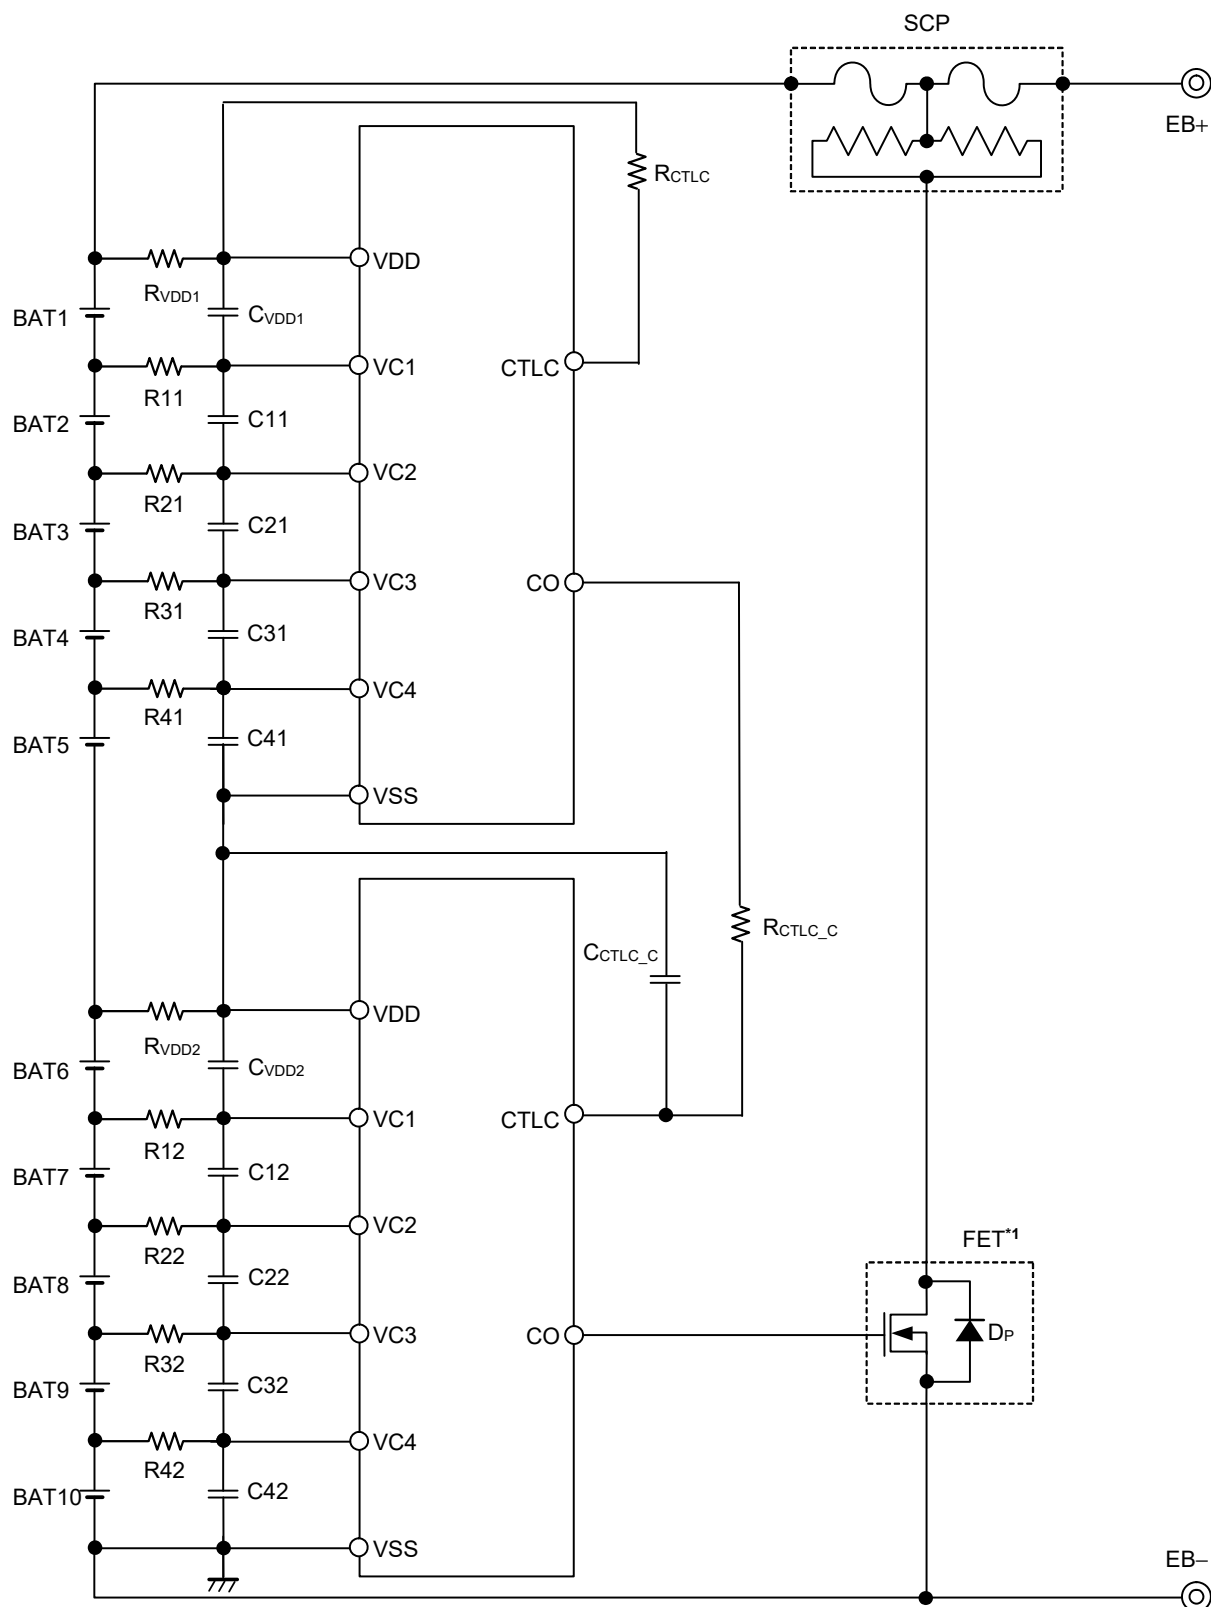 SCP
EB+
RCTLC
VDD
RVDD1
CVDD1
BAT1
VC1
CTLC
R11
C11
BAT2
VC2
R21
C21
BAT3
VC3
CO
R31
C31
BAT4
VC4
R41
C41
BAT5
VSS
RCTLC_C
CCTLC_C
VDD
RVDD2
CVDD2
BAT6
VC1
CTLC
R12
C12
BAT7
VC2
R22
C22
FET*1
BAT8
VC3
CO
DP
R32
C32
BAT9
VC4
R42
C42
BAT10
VSS
EB−